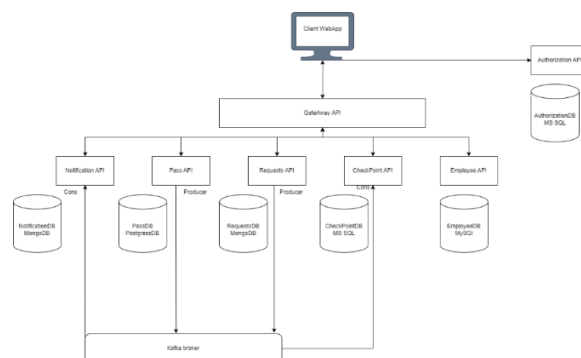 Client WebApp
Authorization API
GateAway API
AuthorizationDB
MS SQL
Notification API
Pass API
Requests API
CheckPoint API
Employee API
Cons
Producer
Producer
Cons
NotificationDB
MongoDB
PassDB
PostgressDB
RequestsDB
MongoDB
CheckPointDB
MS SQL
EmployeeDB
MySQl
Kafka broker